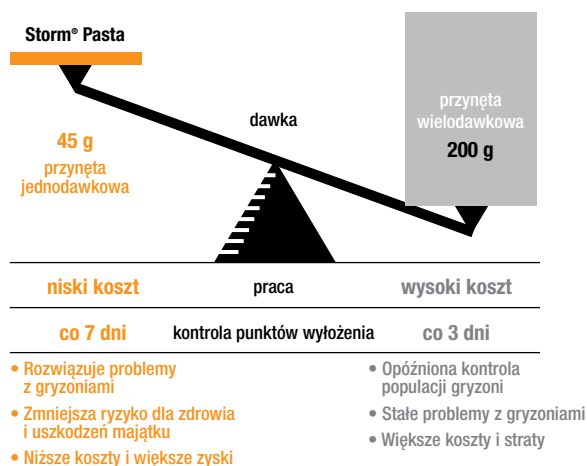 Storm® Pasta
dawka
przynęta
wielodawkowa
200 g
45 g
przynęta
jednodawkowa
niski koszt praca wysoki koszt
co 7 dni kontrola punktów wyłożenia co 3 dni
• Rozwiązuje problemy
z gryzoniami
• Zmniejsza ryzyko dla zdrowia
i uszkodzeń majątku
• Niższe koszty i większe zyski
• Opóźniona kontrola
populacji gryzoni
• Stałe problemy z gryzoniami
• Większe koszty i straty